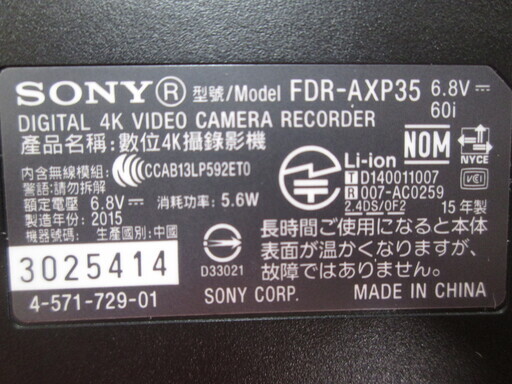 SONY® 型號/Model FDR-AXP35 6.8V⎓
60i
DIGITAL 4K VIDEO CAMERA RECORDER
產品名稱:數位4K攝錄影機
NOM
NYCE
內含無線模組: CCAB13LP592ET0
警語:請勿拆解
額定電壓 6.8V⎓ 消耗功率: 5.6W
製造年份: 2015
機器號碼: 生產國別:中國
3025414
4-571-729-01
D33021
SONY CORP.
Li-ion
T D140011007
R 007-AC0259
2.4DS/OF2
VCI
15年製
長時間ご使用になると本体
表面が温かくなりますが、
故障ではありません。
MADE IN CHINA